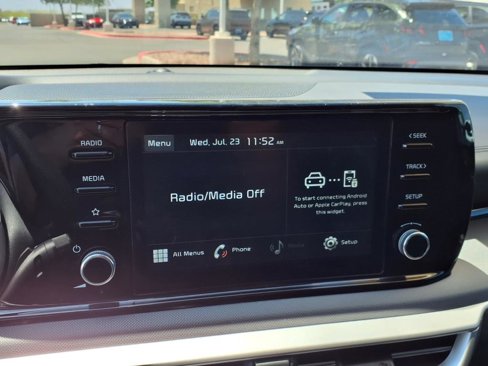 RADIO
MEDIA
Menu Wed, Jul. 23 11:52 AM
Radio/Media Off
To start connecting Android
Auto or Apple CarPlay, press
this widget.
All Menus Phone Media Setup
< SEEK
TRACK >
SETUP